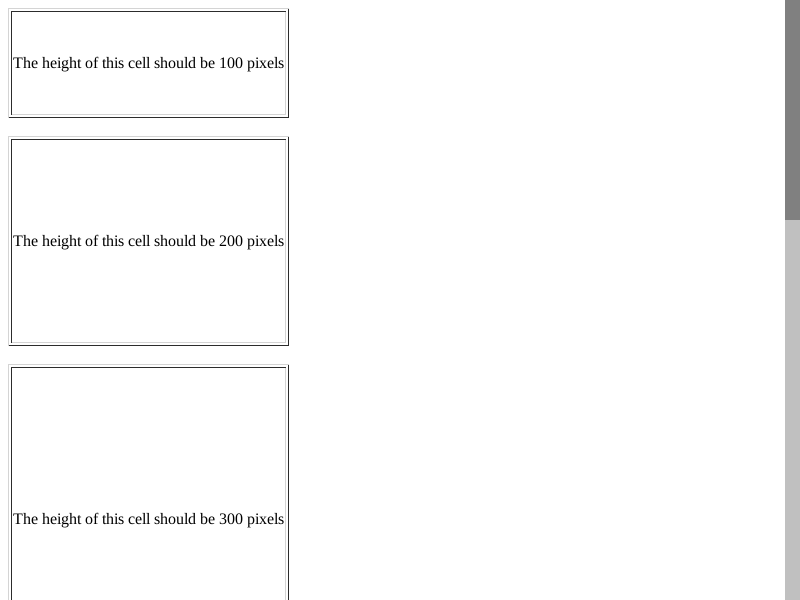 The height of this cell should be 100 pixels
The height of this cell should be 200 pixels
The height of this cell should be 300 pixels